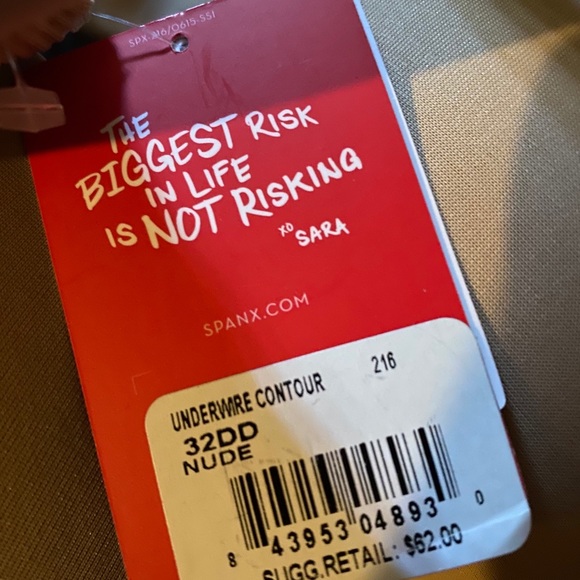 SPX-J16/0615-551
THE
BIGGEST RISK
IN LIFE
IS NOT RISKING
XO SARA
SPANX.COM
UNDERWIRE CONTOUR 216
32DD
NUDE
8 43953 04893 0
SUGG.RETAIL: $62.00